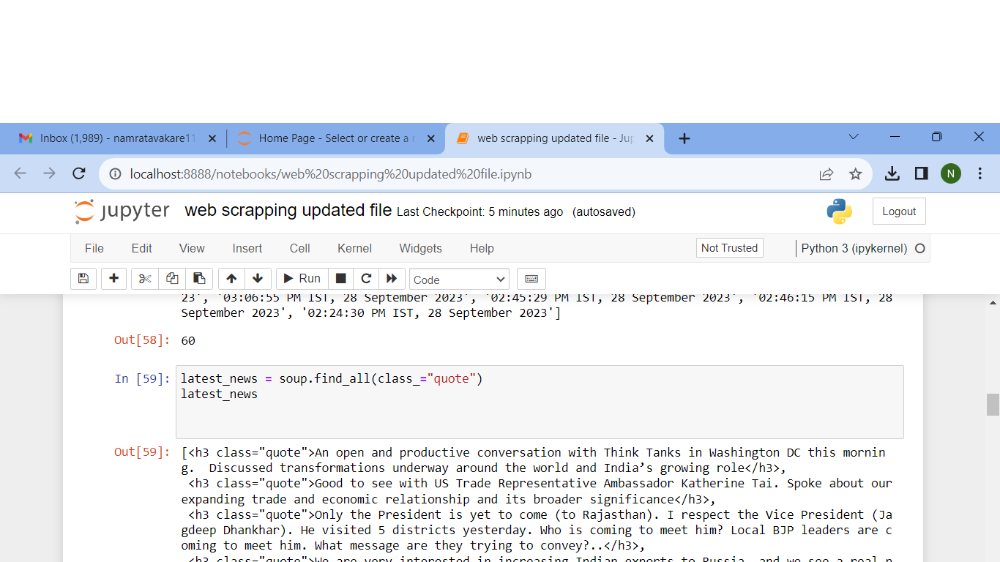 Inbox (1,989) - namratavakare11
Home Page - Select or create a n
web scrapping updated file - Jup
localhost:8888/notebooks/web%20scrapping%20updated%20file.ipynb
N
jupyter web scrapping updated file Last Checkpoint: 5 minutes ago (autosaved)
Logout
File Edit View Insert Cell Kernel Widgets Help
Not Trusted
Python 3 (ipykernel)
Run
Code
23', '03:06:55 PM IST, 28 September 2023', '02:45:29 PM IST, 28 September 2023', '02:46:15 PM IST, 28
September 2023', '02:24:30 PM IST, 28 September 2023']
Out[58]: 60
In [59]: latest_news = soup.find_all(class_="quote")
latest_news
Out[59]: [<h3 class="quote">An open and productive conversation with Think Tanks in Washington DC this mornin
g.  Discussed transformations underway around the world and India’s growing role</h3>,
<h3 class="quote">Good to see with US Trade Representative Ambassador Katherine Tai. Spoke about our
expanding trade and economic relationship and its broader significance</h3>,
<h3 class="quote">Only the President is yet to come (to Rajasthan). I respect the Vice President (Ja
gdeep Dhankhar). He visited 5 districts yesterday. Who is coming to meet him? Local BJP leaders are c
oming to meet him. What message are they trying to convey?..</h3>,
<h3 class="quote">We are very interested in increasing Indian exports to Russia, and we see a real p